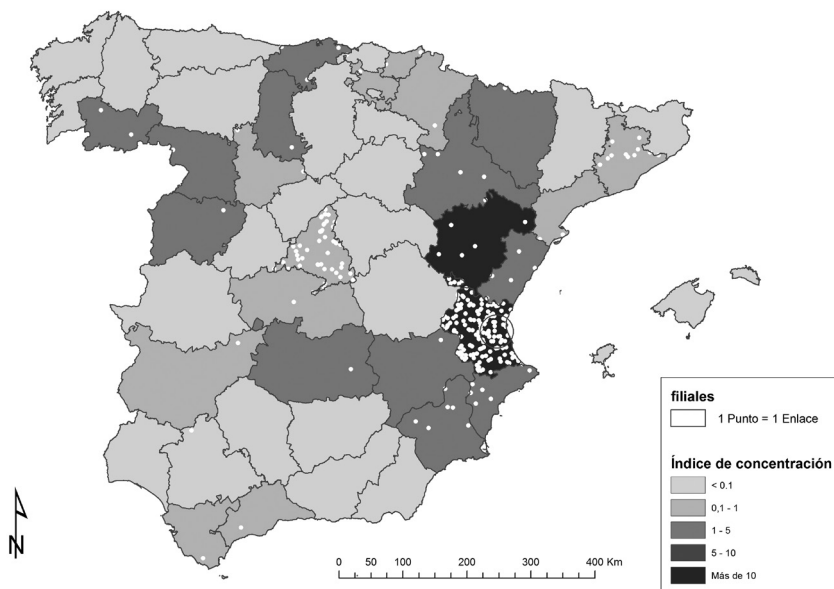 filiales
1 Punto = 1 Enlace
Índice de concentración
< 0.1
0,1 - 1
1 - 5
5 - 10
Más de 10
N
0 50 100 200 300 400 Km